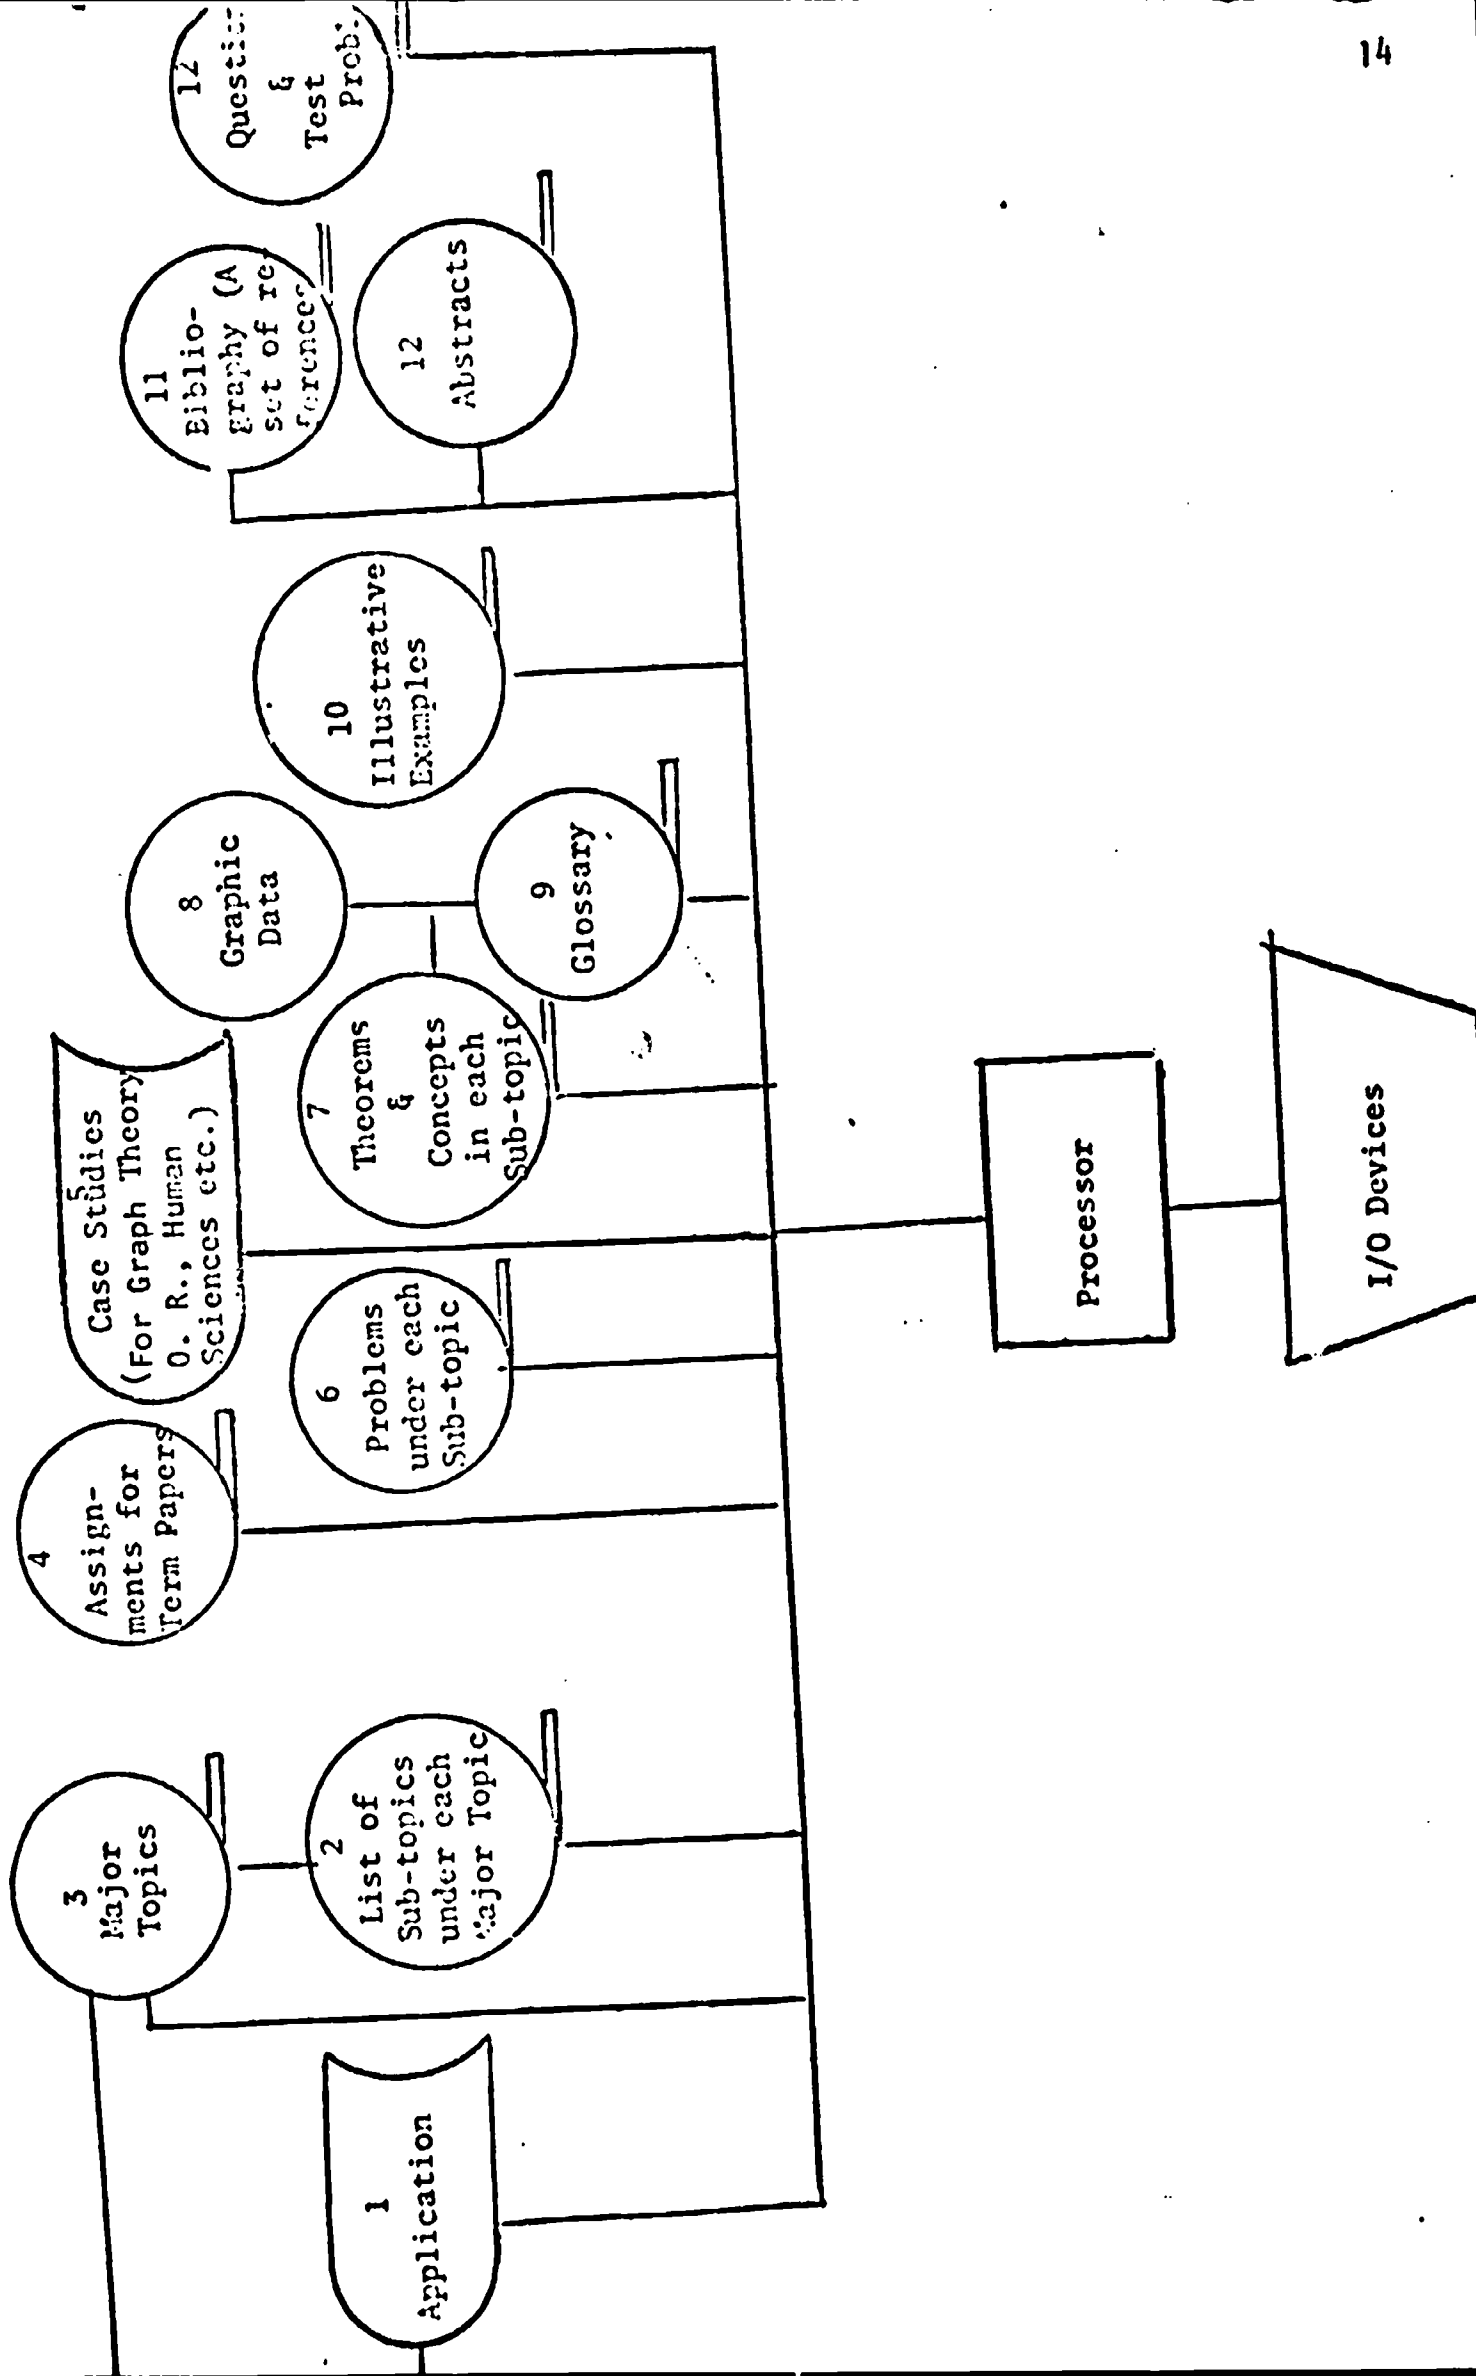 14
3
Major
Topics
4
Assign-
ments for
Term Papers
5
Case Studies
(For Graph Theory
O. R., Human
Sciences etc.)
8
Graphic
Data
11
Biblio-
graphy (A
set of re-
ferences
12
&
Test
1
Application
2
List of
Sub-topics
under each
Major Topic
6
Problems
under each
Sub-topic
7
Theorems
&
Concepts
in each
Sub-topic
9
Glossary
10
Illustrative
Examples
12
Abstracts
Processor
I/O Devices